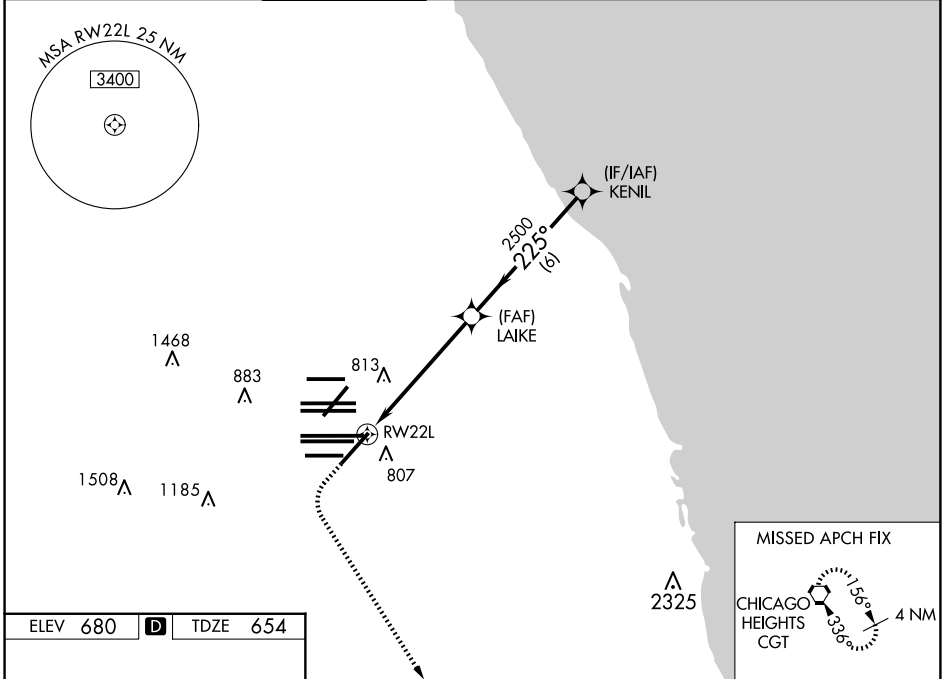 MSA RW22L 25 NM
3400
(IF/IAF)
KENIL
2500
225°
(6)
(FAF)
LAIKE
1468
883
813
RW22L
807
1508
1185
2325
MISSED APCH FIX
CHICAGO
HEIGHTS
CGT
156°
336°
4 NM
ELEV 680 D TDZE 654